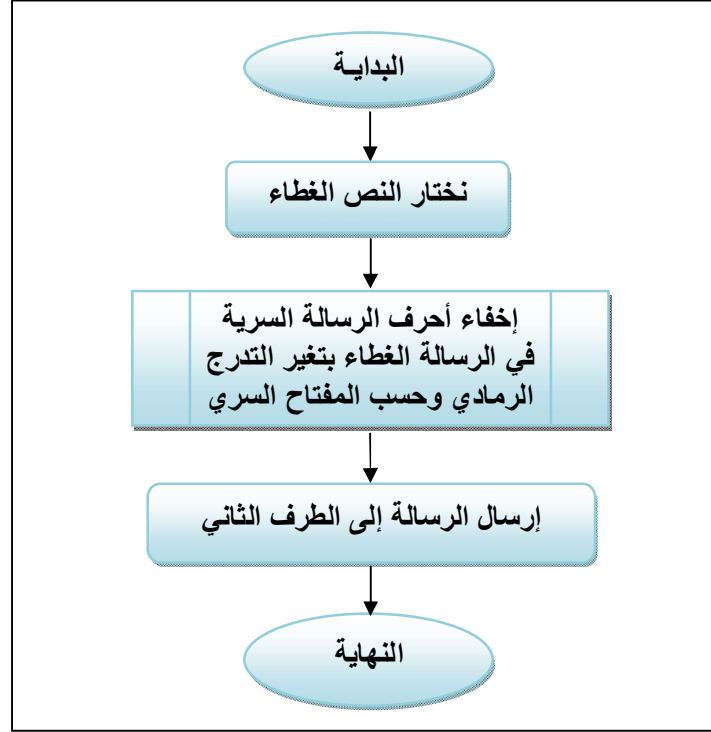 البدايـة
نختار النص الغطاء
إخفاء أحرف الرسالة السرية
في الرسالة الغطاء بتغير التدرج
الرمادي وحسب المفتاح السري
إرسال الرسالة إلى الطرف الثاني
النهاية